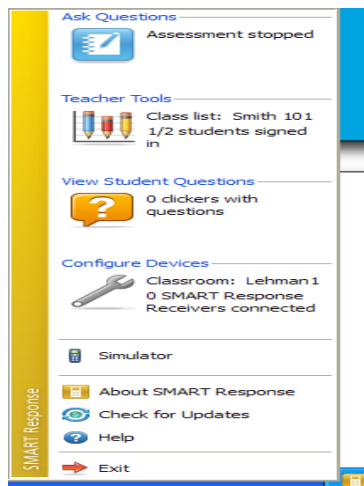 Ask Questions
Assessment stopped
Teacher Tools
Class list: Smith 101
1/2 students signed
in
View Student Questions
0 clickers with
questions
Configure Devices
Classroom: Lehman1
0 SMART Response
Receivers connected
Simulator
About SMART Response
Check for Updates
Help
Exit
SMART Response